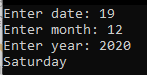 Enter date: 19
Enter month: 12
Enter year: 2020
Saturday